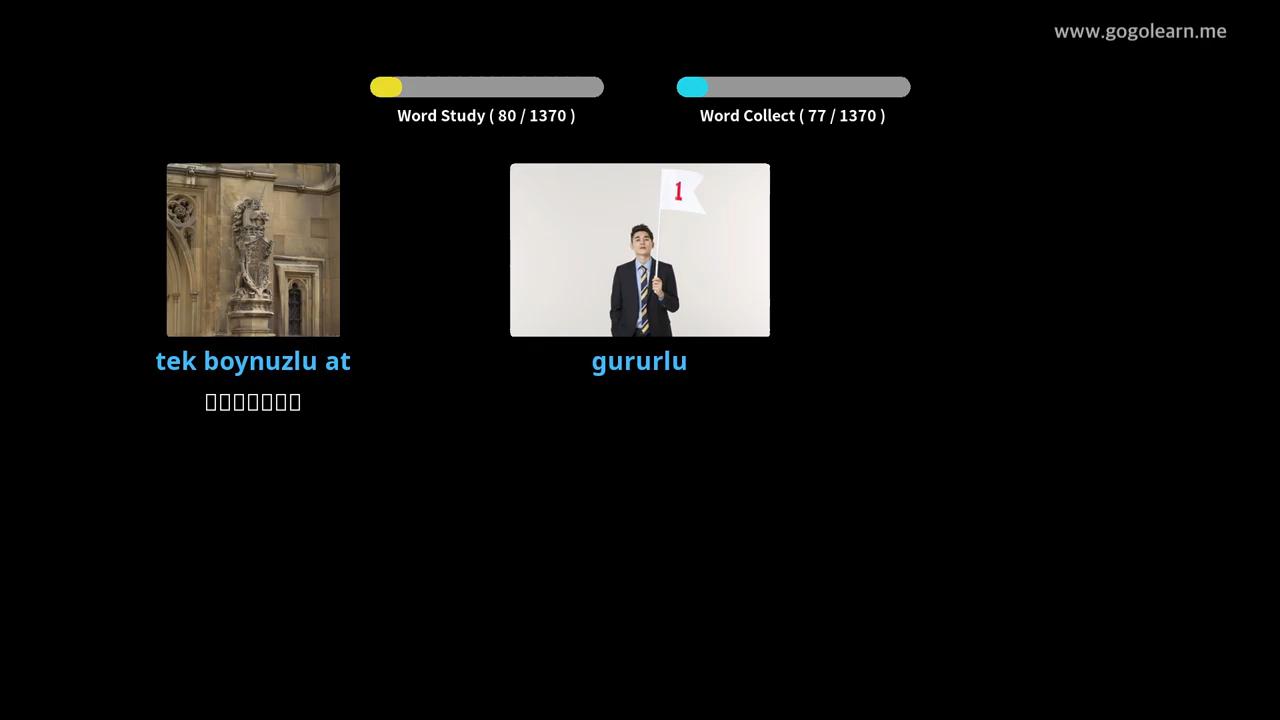 www.gogolearn.me
Word Study ( 80 / 1370 )
Word Collect ( 77 / 1370 )
1
tek boynuzlu at
gururlu